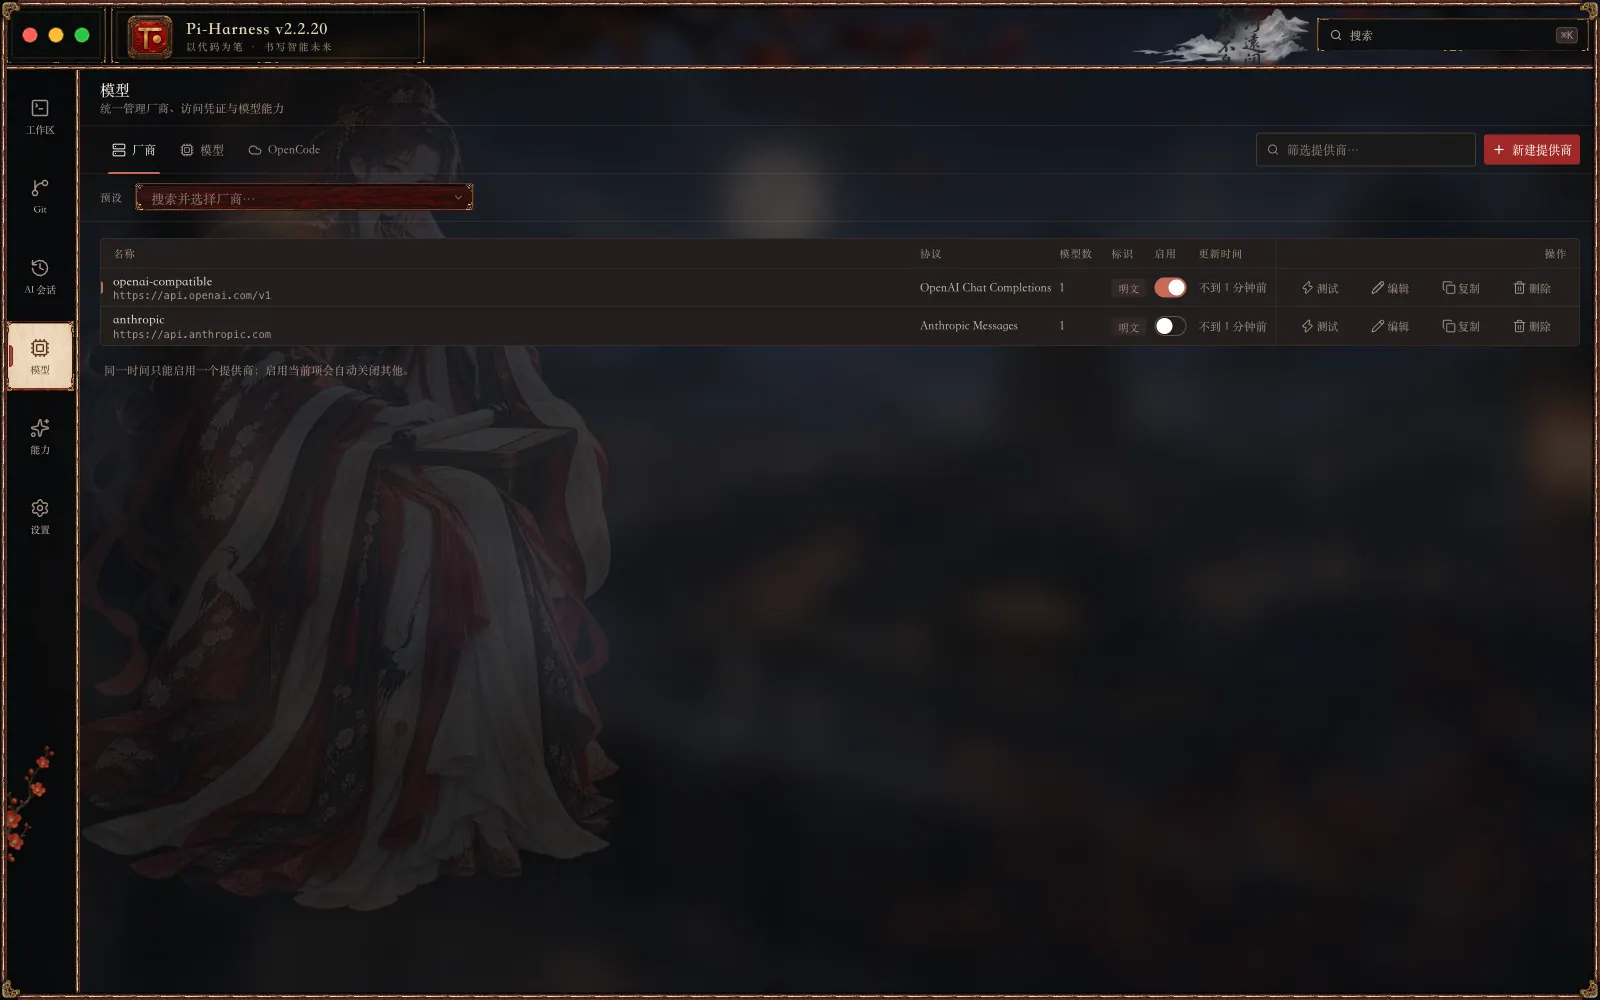 Pi-Harness v2.2.20
以代码为笔 · 书写智能未来
搜索
⌘K
工作区
Git
AI 会话
模型
能力
设置
模型
统一管理厂商、访问凭证与模型能力
厂商
模型
OpenCode
筛选提供商…
+ 新建提供商
预设
搜索并选择厂商…
名称 协议 模型数 标识 启用 更新时间 操作
openai-compatible
https://api.openai.com/v1
OpenAI Chat Completions 1 明文 不到 1 分钟前 测试 编辑 复制 删除
anthropic
https://api.anthropic.com
Anthropic Messages 1 明文 不到 1 分钟前 测试 编辑 复制 删除
同一时间只能启用一个提供商；启用当前项会自动关闭其他。